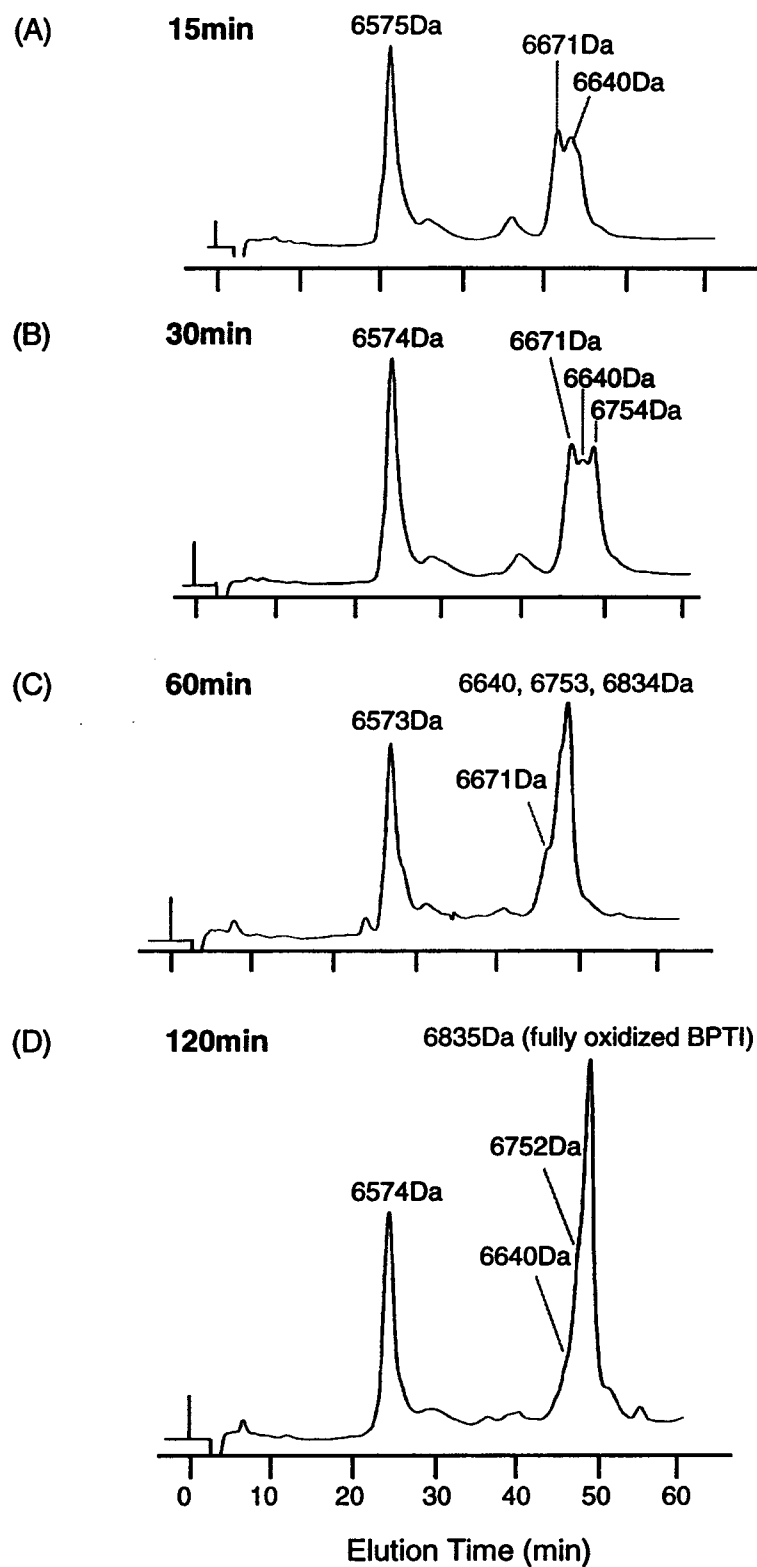 (A) 15min
6575Da
6671Da
6640Da
(B) 30min
6574Da
6671Da
6640Da
6754Da
(C) 60min
6573Da
6640, 6753, 6834Da
6671Da
(D) 120min
6835Da (fully oxidized BPTI)
6752Da
6574Da
6640Da
0 10 20 30 40 50 60
Elution Time (min)